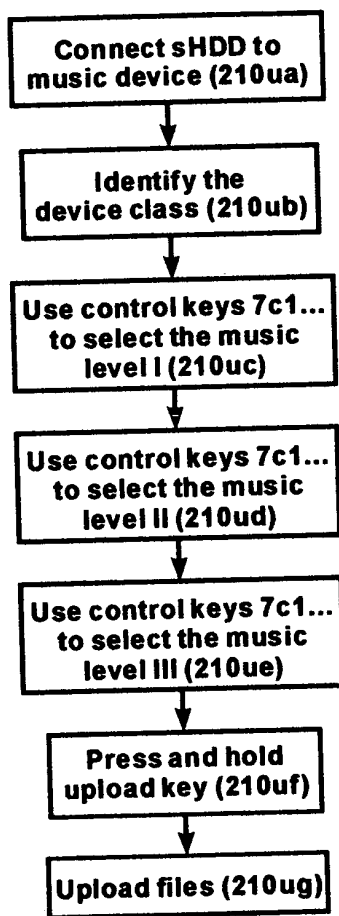 Connect sHDD to
music device (210ua)
Identify the
device class (210ub)
Use control keys 7c1...
to select the music
level I (210uc)
Use control keys 7c1...
to select the music
level II (210ud)
Use control keys 7c1...
to select the music
level III (210ue)
Press and hold
upload key (210uf)
Upload files (210ug)